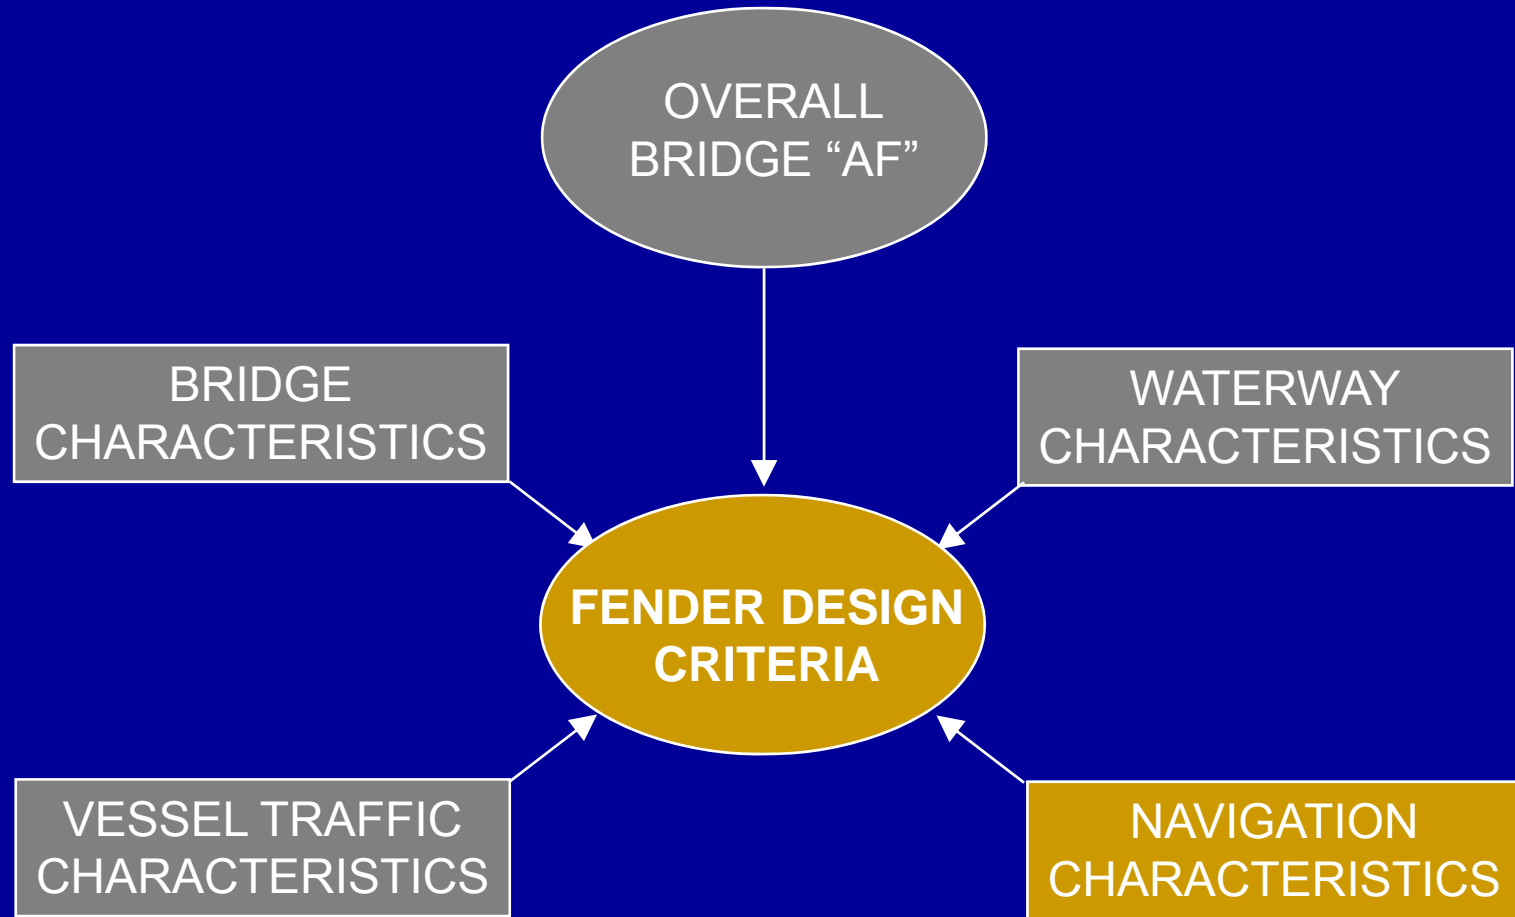 OVERALL
BRIDGE “AF”
BRIDGE
CHARACTERISTICS
WATERWAY
CHARACTERISTICS
FENDER DESIGN
CRITERIA
VESSEL TRAFFIC
CHARACTERISTICS
NAVIGATION
CHARACTERISTICS